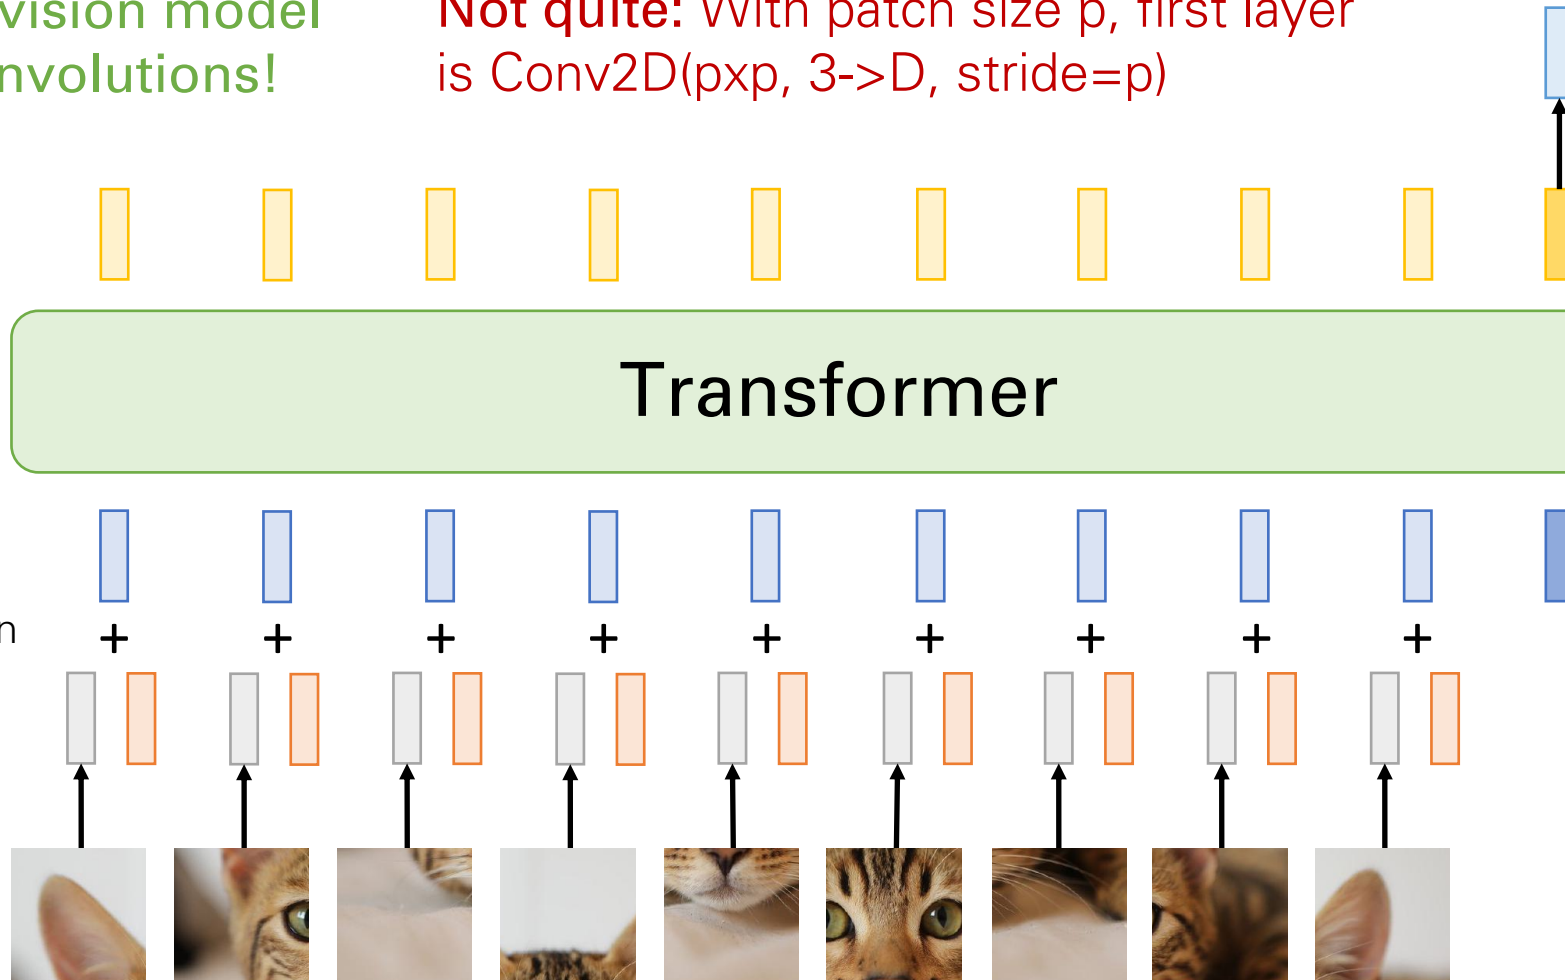 vision model
nvolutions!
Not quite: With patch size p, first layer
is Conv2D(pxp, 3->D, stride=p)
Transformer
n
+ + + + + + + + +